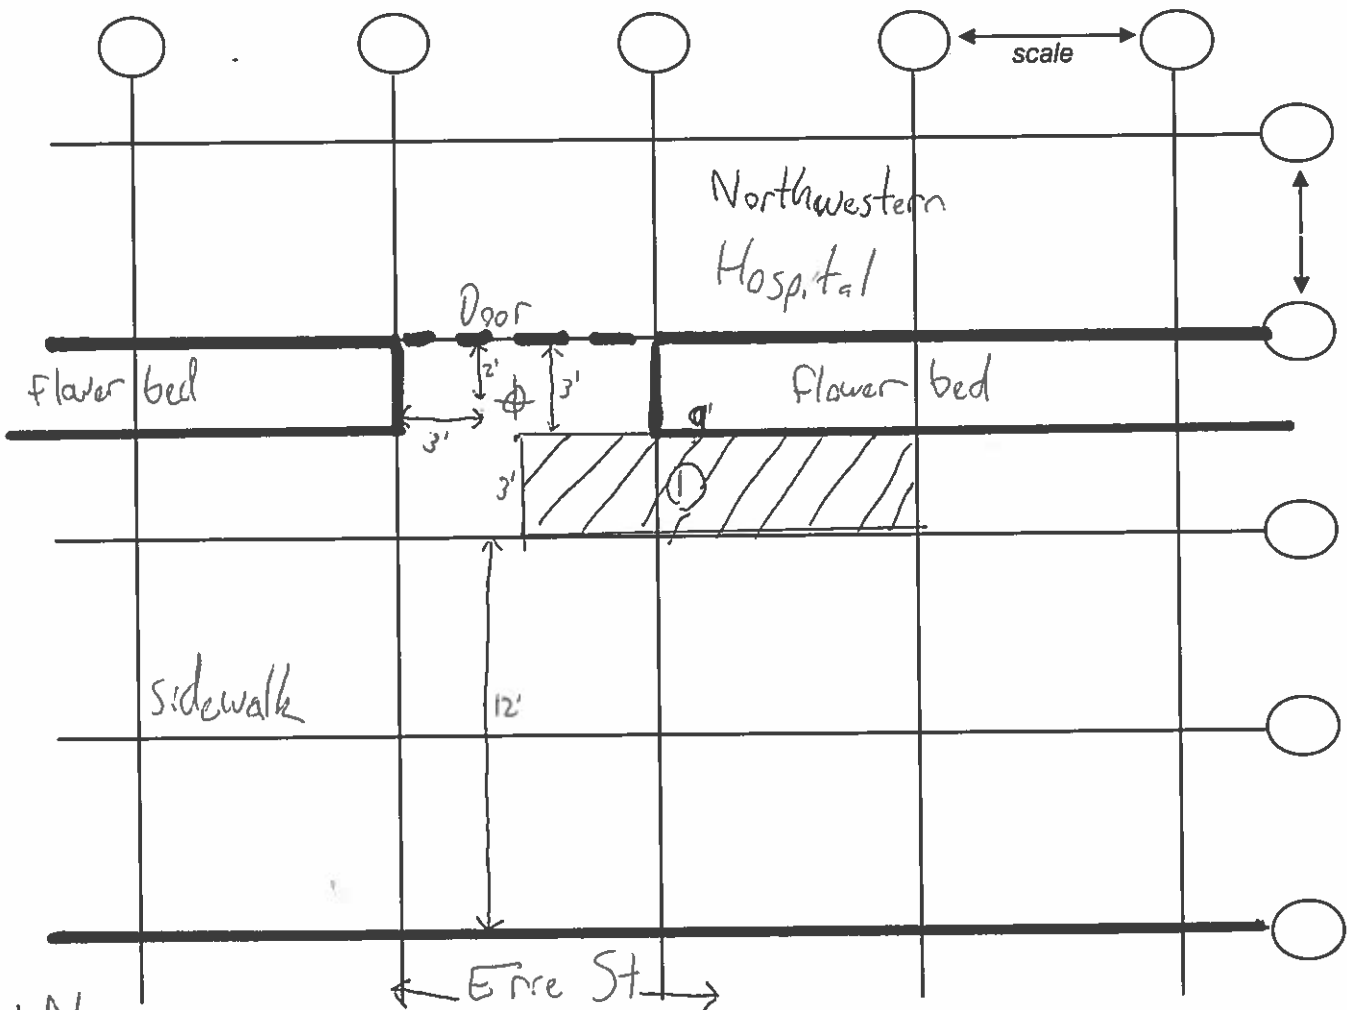 scale
Northwestern
Hospital
Door
Flower bed
2'
3'
Flower bed
3'
9'
3'
1
sidewalk
12'
Erie St
N